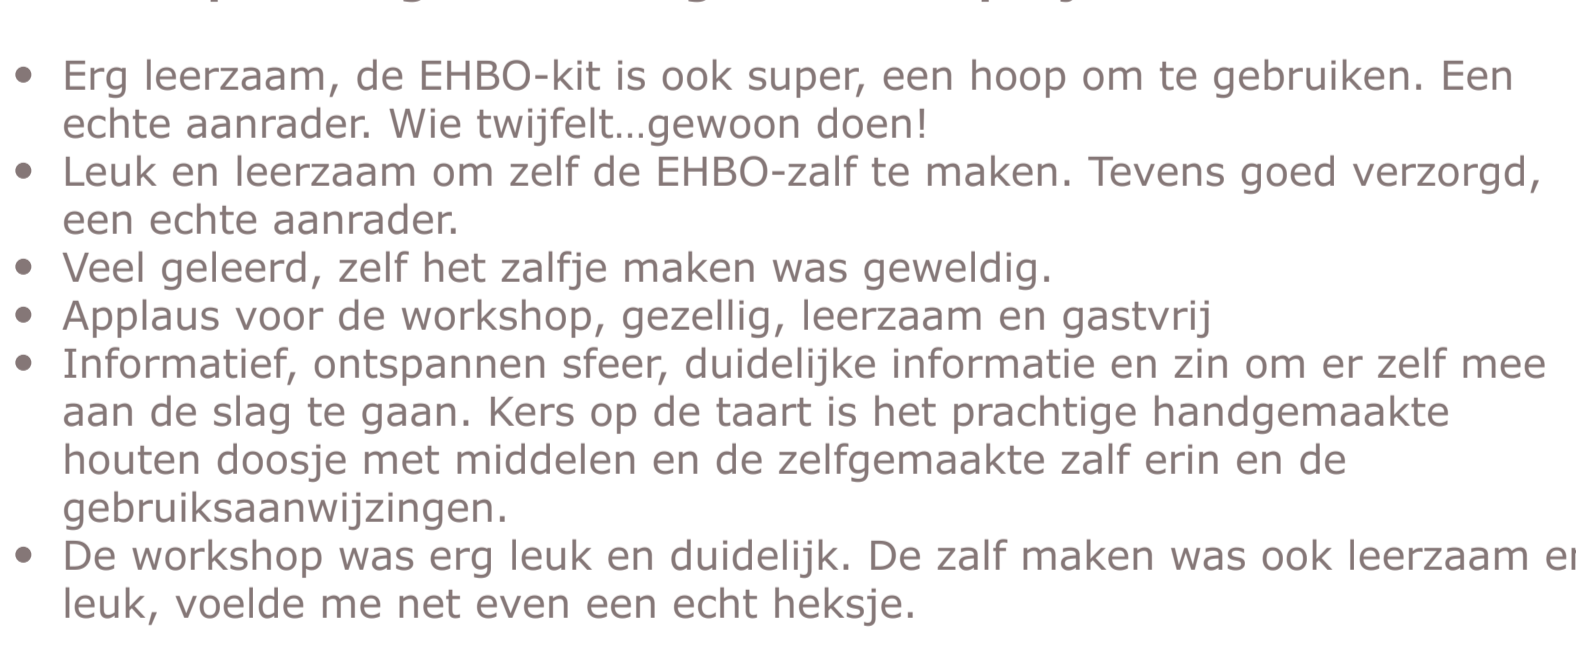 • Erg leerzaam, de EHBO-kit is ook super, een hoop om te gebruiken. Een
echte aanrader. Wie twijfelt…gewoon doen!
• Leuk en leerzaam om zelf de EHBO-zalf te maken. Tevens goed verzorgd,
een echte aanrader.
• Veel geleerd, zelf het zalfje maken was geweldig.
• Applaus voor de workshop, gezellig, leerzaam en gastvrij
• Informatief, ontspannen sfeer, duidelijke informatie en zin om er zelf mee
aan de slag te gaan. Kers op de taart is het prachtige handgemaakte
houten doosje met middelen en de zelfgemaakte zalf erin en de
gebruiksaanwijzingen.
• De workshop was erg leuk en duidelijk. De zalf maken was ook leerzaam en
leuk, voelde me net even een echt heksje.